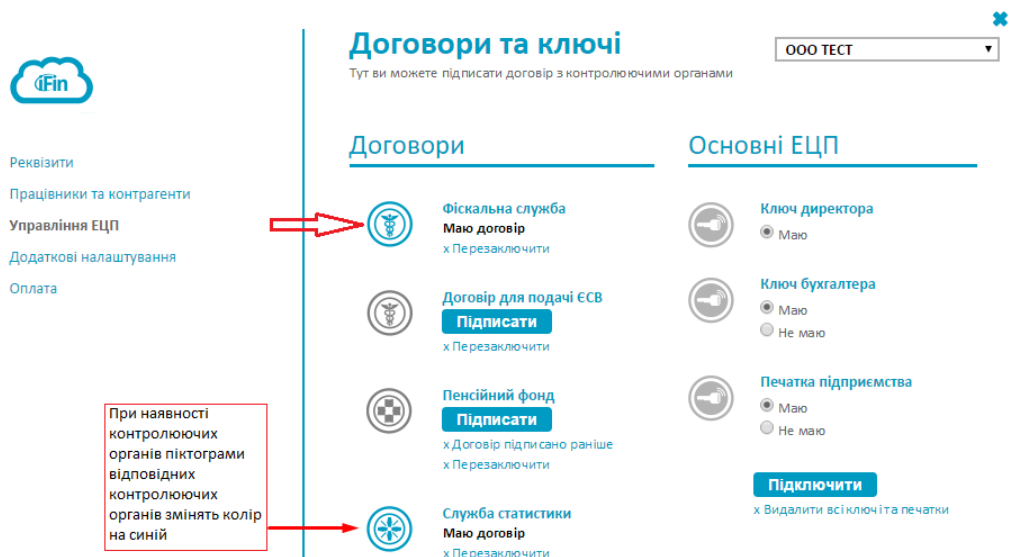 iFin
Реквізити
Працівники та контрагенти
Управління ЕЦП
Додаткові налаштування
Оплата
Договори та ключі
Тут ви можете підписати договір з контролюючими органами
ООО ТЕСТ
Договори
Фіскальна служба
Маю договір
x Перезаключити
Договір для подачі ЄСВ
Підписати
x Перезаключити
Пенсійний фонд
Підписати
x Договір підписано раніше
x Перезаключити
Служба статистики
Маю договір
x Перезаключити
При наявності
контролюючих
органів піктограми
відповідних
контролюючих
органів змінять колір
на синій
Основні ЕЦП
Ключ директора
Маю
Ключ бухгалтера
Маю
Не маю
Печатка підприємства
Маю
Не маю
Підключити
x Видалити всі ключі та печатки